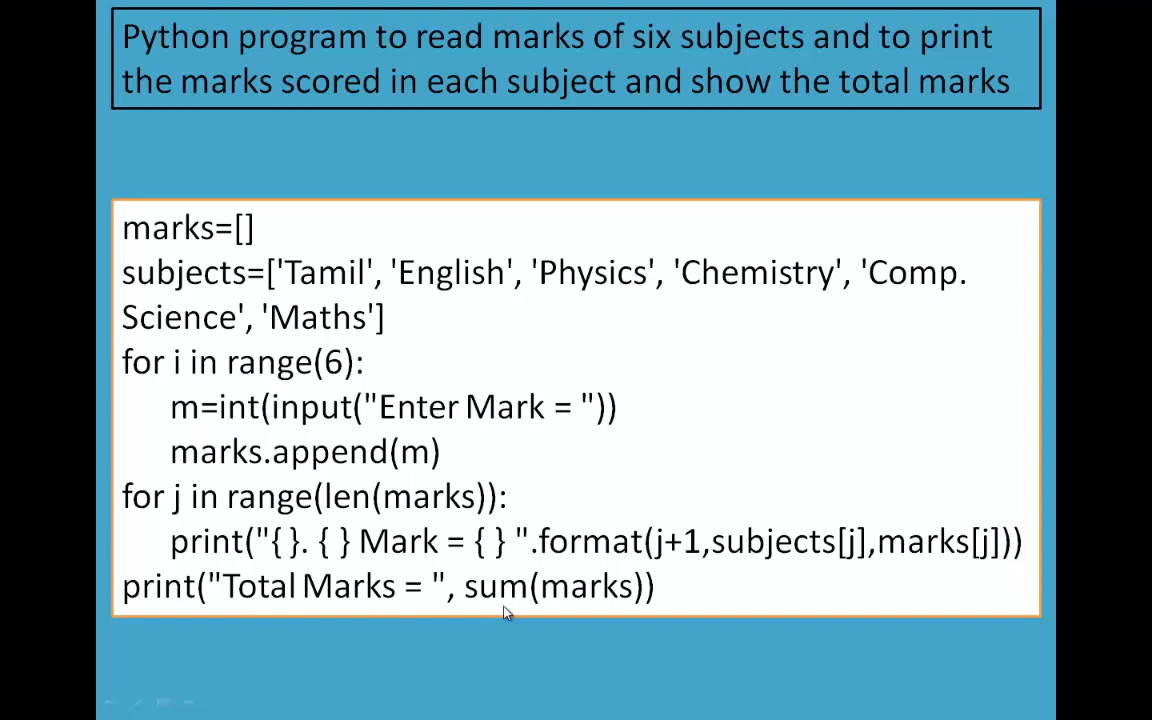 Python program to read marks of six subjects and to print
the marks scored in each subject and show the total marks
marks=[]
subjects=['Tamil', 'English', 'Physics', 'Chemistry', 'Comp.
Science', 'Maths']
for i in range(6):
m=int(input("Enter Mark = "))
marks.append(m)
for j in range(len(marks)):
print("{ }. { } Mark = { } ".format(j+1,subjects[j],marks[j]))
print("Total Marks = ", sum(marks))